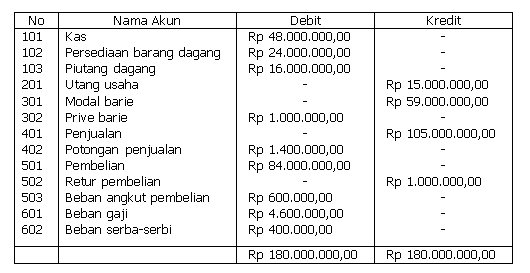 No Nama Akun Debit Kredit
101 Kas Rp 48.000.000,00 -
102 Persediaan barang dagang Rp 24.000.000,00 -
103 Piutang dagang Rp 16.000.000,00 -
201 Utang usaha - Rp 15.000.000,00
301 Modal barie - Rp 59.000.000,00
302 Prive barie Rp 1.000.000,00 -
401 Penjualan - Rp 105.000.000,00
402 Potongan penjualan Rp 1.400.000,00 -
501 Pembelian Rp 84.000.000,00 -
502 Retur pembelian - Rp 1.000.000,00
503 Beban angkut pembelian Rp 600.000,00 -
601 Beban gaji Rp 4.600.000,00 -
602 Beban serba-serbi Rp 400.000,00 -
Rp 180.000.000,00 Rp 180.000.000,00